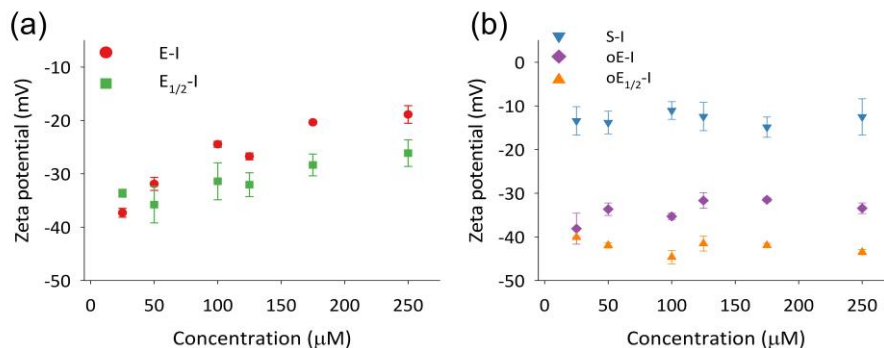 (a)
E-I
E1/2-I
Zeta potential (mV)
-10
-20
-30
-40
-50
0
50
100
150
200
250
Concentration (μM)
(b)
S-I
oE-I
oE1/2-I
Zeta potential (mV)
0
-10
-20
-30
-40
-50
0
50
100
150
200
250
Concentration (μM)